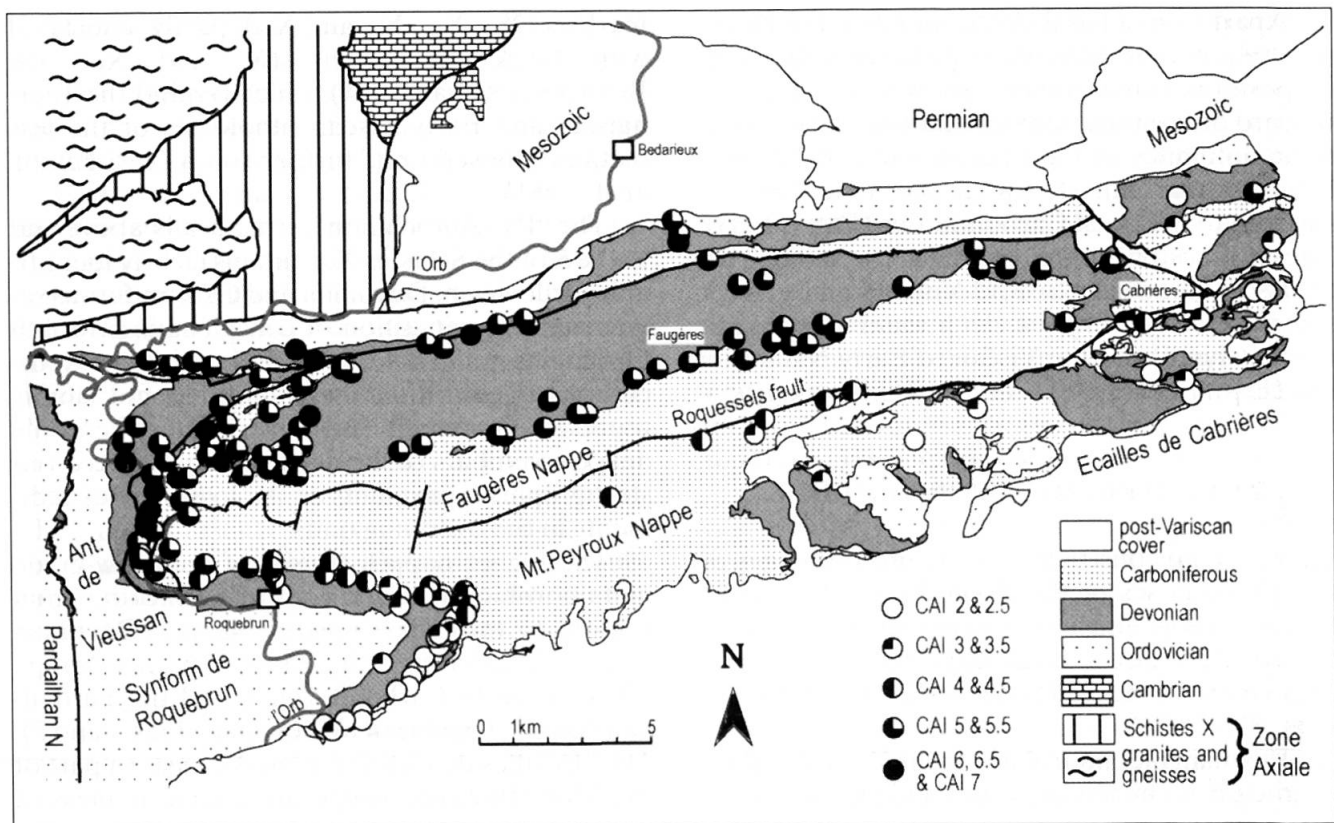 Permian
Mesozoic
Mesozoic
Bedarieux
l'Orb
Cabrières
Faugères
Roquessels fault
Ecailles de Cabrières
Faugères Nappe
Mt.Peyroux Nappe
Ant.
de
Vieussan
Pardailhan N.
Roquebrun
Synform de
Roquebrun
l'Orb
N
0 1km 5
CAI 2 & 2.5
CAI 3 & 3.5
CAI 4 & 4.5
CAI 5 & 5.5
CAI 6, 6.5
& CAI 7
post-Variscan
cover
Carboniferous
Devonian
Ordovician
Cambrian
Schistes X
granites and
gneisses
Zone
Axiale